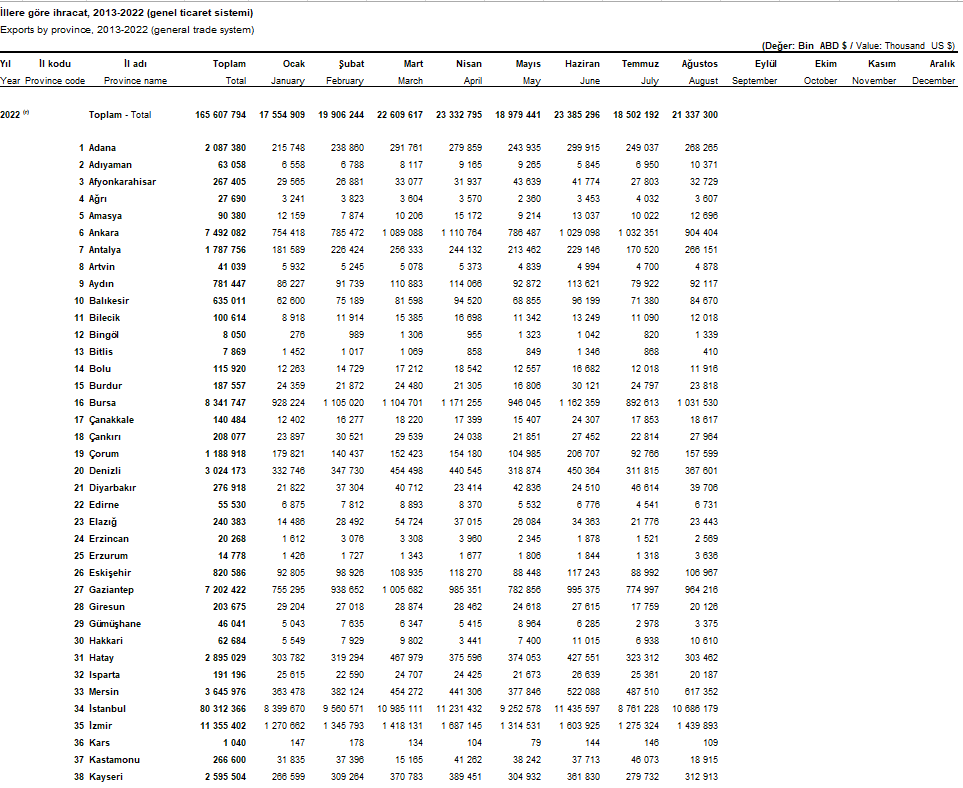 İllere göre ihracat, 2013-2022 (genel ticaret sistemi)
Exports by province, 2013-2022 (general trade system)
(Değer: Bin ABD $ / Value: Thousand US $)
Yıl İl kodu İl adı Toplam Ocak Şubat Mart Nisan Mayıs Haziran Temmuz Ağustos Eylül Ekim Kasım Aralık
Year Province code Province name Total January February March April May June July August September October November December
2022 (r) Toplam - Total 165 607 794 17 554 909 19 906 244 22 609 617 23 332 795 18 979 441 23 385 296 18 502 192 21 337 300
1 Adana 2 087 380 215 748 238 860 291 761 279 859 243 935 299 915 249 037 268 265
2 Adıyaman 63 058 6 558 6 788 8 117 9 165 9 265 5 845 6 950 10 371
3 Afyonkarahisar 267 405 29 565 26 881 33 077 31 937 43 639 41 774 27 803 32 729
4 Ağrı 27 690 3 241 3 823 3 604 3 570 2 360 3 453 4 032 3 607
5 Amasya 90 380 12 159 7 874 10 206 15 172 9 214 13 037 10 022 12 696
6 Ankara 7 492 082 754 418 785 472 1 089 088 1 110 764 786 487 1 029 098 1 032 351 904 404
7 Antalya 1 787 756 181 589 226 424 256 333 244 132 213 462 229 146 170 520 266 151
8 Artvin 41 039 5 932 5 245 5 078 5 373 4 839 4 994 4 700 4 878
9 Aydın 781 447 86 227 91 739 110 883 114 066 92 872 113 621 79 922 92 117
10 Balıkesir 635 011 62 600 75 189 81 598 94 520 68 855 96 199 71 380 84 670
11 Bilecik 100 614 8 918 11 914 15 385 16 698 11 342 13 249 11 090 12 018
12 Bingöl 8 050 276 989 1 306 955 1 323 1 042 820 1 339
13 Bitlis 7 869 1 452 1 017 1 069 858 849 1 346 868 410
14 Bolu 115 920 12 263 14 729 17 212 18 542 12 557 16 682 12 018 11 916
15 Burdur 187 557 24 359 21 872 24 480 21 305 16 806 30 121 24 797 23 818
16 Bursa 8 341 747 928 224 1 105 020 1 104 701 1 171 255 946 045 1 162 359 892 613 1 031 530
17 Çanakkale 140 484 12 402 16 277 18 220 17 399 15 407 24 307 17 853 18 617
18 Çankırı 208 077 23 897 30 521 29 539 24 038 21 851 27 452 22 814 27 964
19 Çorum 1 188 918 179 821 140 437 152 423 154 180 104 985 206 707 92 766 157 599
20 Denizli 3 024 173 332 746 347 730 454 498 440 545 318 874 450 364 311 815 367 601
21 Diyarbakır 276 918 21 822 37 304 40 712 23 414 42 836 24 510 46 614 39 706
22 Edirne 55 530 6 875 7 812 8 893 8 370 5 532 6 776 4 541 6 731
23 Elazığ 240 383 14 486 28 492 54 724 37 015 26 084 34 363 21 776 23 443
24 Erzincan 20 268 1 612 3 076 3 308 3 960 2 345 1 878 1 521 2 569
25 Erzurum 14 778 1 426 1 727 1 343 1 677 1 806 1 844 1 318 3 636
26 Eskişehir 820 586 92 805 98 926 108 935 118 270 88 448 117 243 88 992 106 967
27 Gaziantep 7 202 422 755 295 938 652 1 005 682 985 351 782 856 995 375 774 997 964 216
28 Giresun 203 675 29 204 27 018 28 874 28 462 24 618 27 615 17 759 20 126
29 Gümüşhane 46 041 5 043 7 635 6 347 5 415 8 964 6 285 2 978 3 375
30 Hakkari 62 684 5 549 7 929 9 802 3 441 7 400 11 015 6 938 10 610
31 Hatay 2 895 029 303 782 319 294 467 979 375 596 374 053 427 551 323 312 303 462
32 Isparta 191 196 25 615 22 590 24 707 24 425 21 673 26 639 25 361 20 187
33 Mersin 3 645 976 363 478 382 124 454 272 441 306 377 846 522 088 487 510 617 352
34 İstanbul 80 312 366 8 399 670 9 560 571 10 985 111 11 231 432 9 252 578 11 435 597 8 761 228 10 686 179
35 İzmir 11 355 402 1 270 662 1 345 793 1 418 131 1 687 145 1 314 531 1 603 925 1 275 324 1 439 893
36 Kars 1 040 147 178 134 104 79 144 146 109
37 Kastamonu 266 600 31 835 37 396 15 165 41 262 38 242 37 713 46 073 18 915
38 Kayseri 2 595 504 266 599 309 264 370 783 389 451 304 932 361 830 279 732 312 913